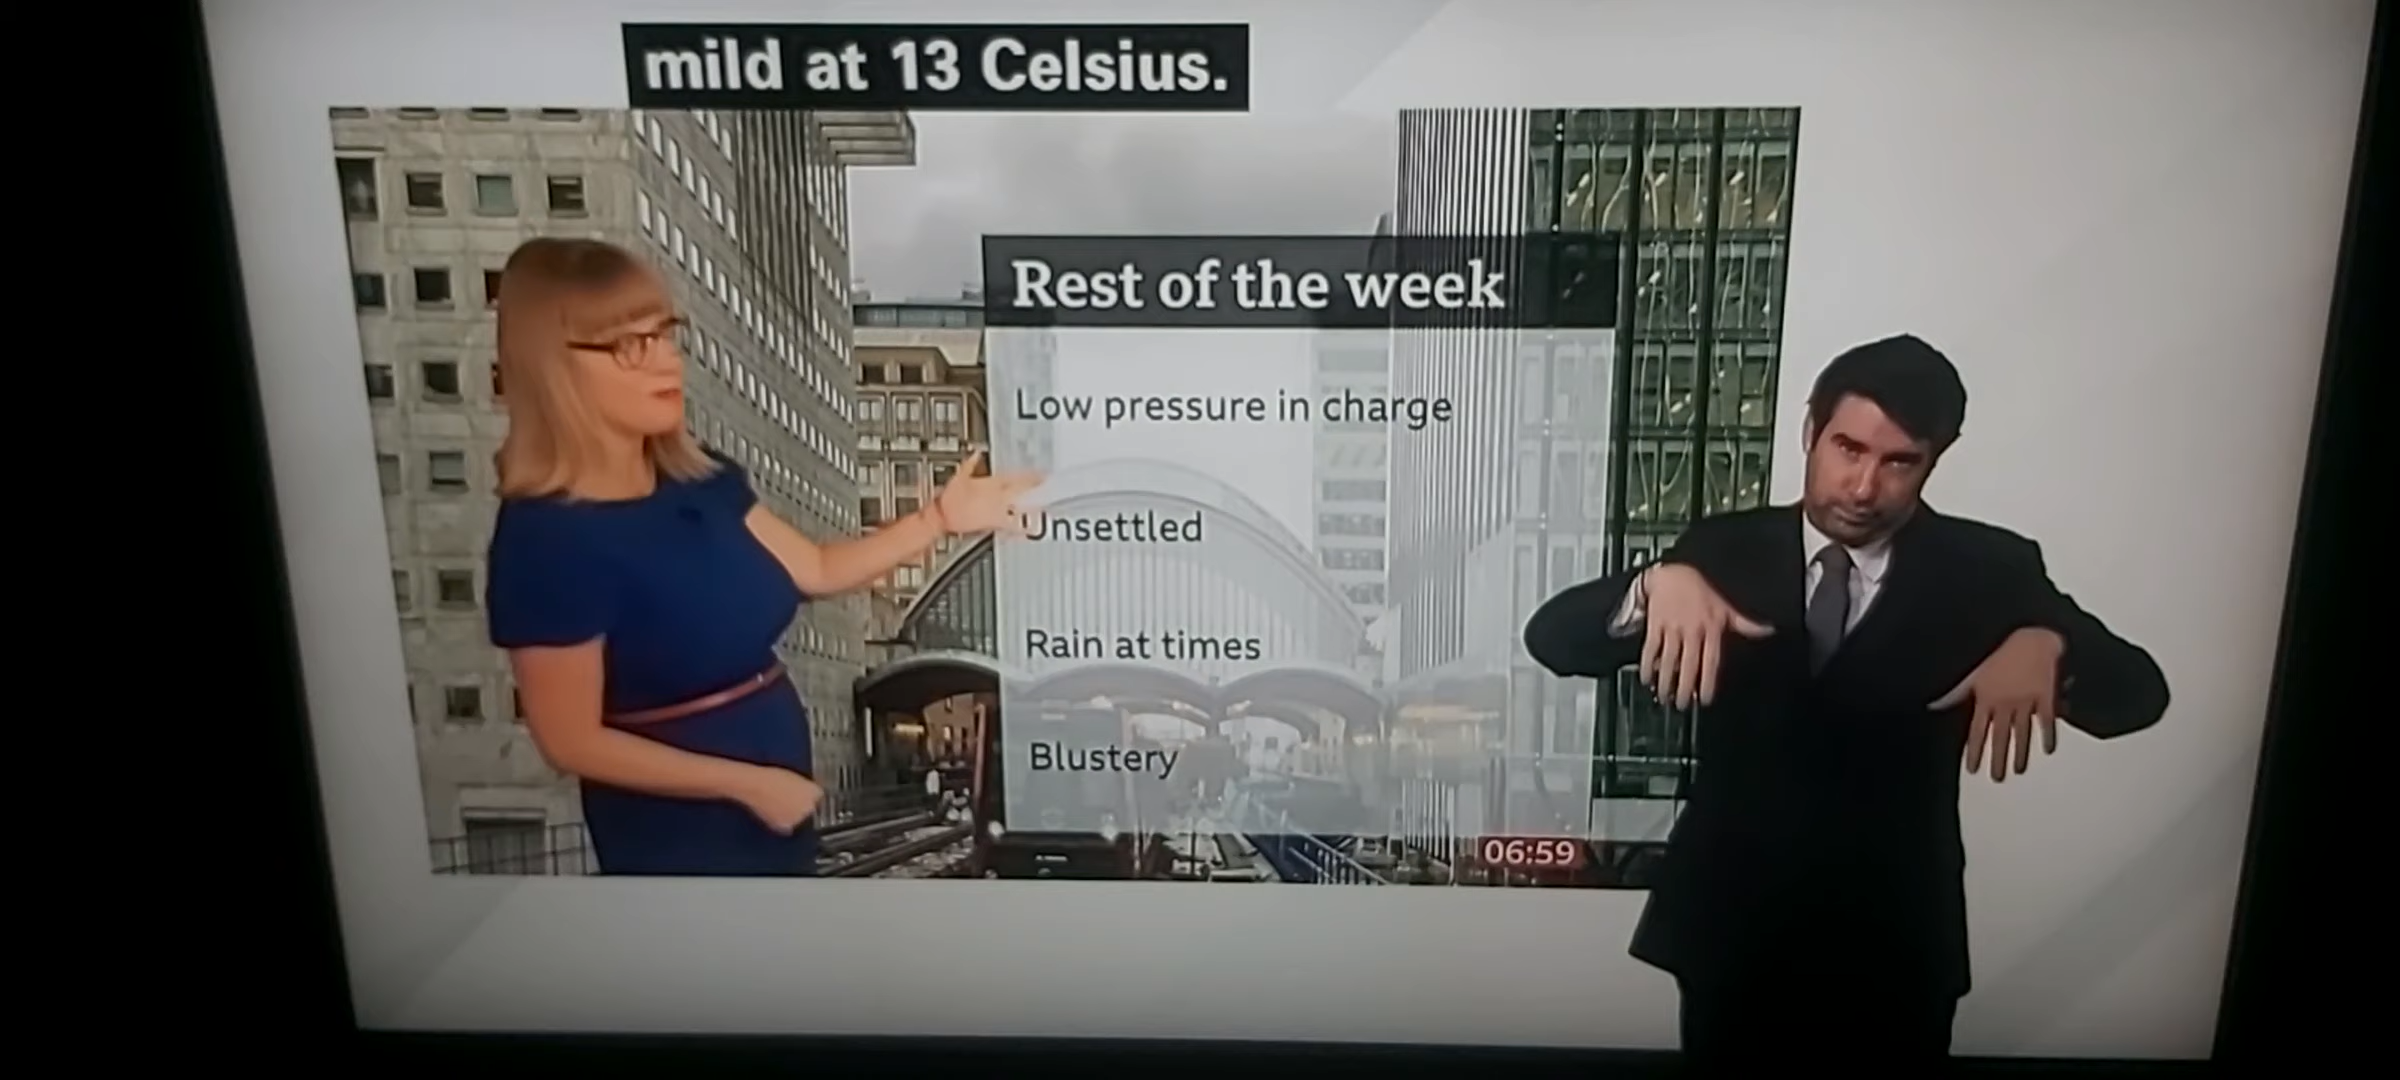 mild at 13 Celsius.
Rest of the week
Low pressure in charge
Unsettled
Rain at times
Blustery
06:59